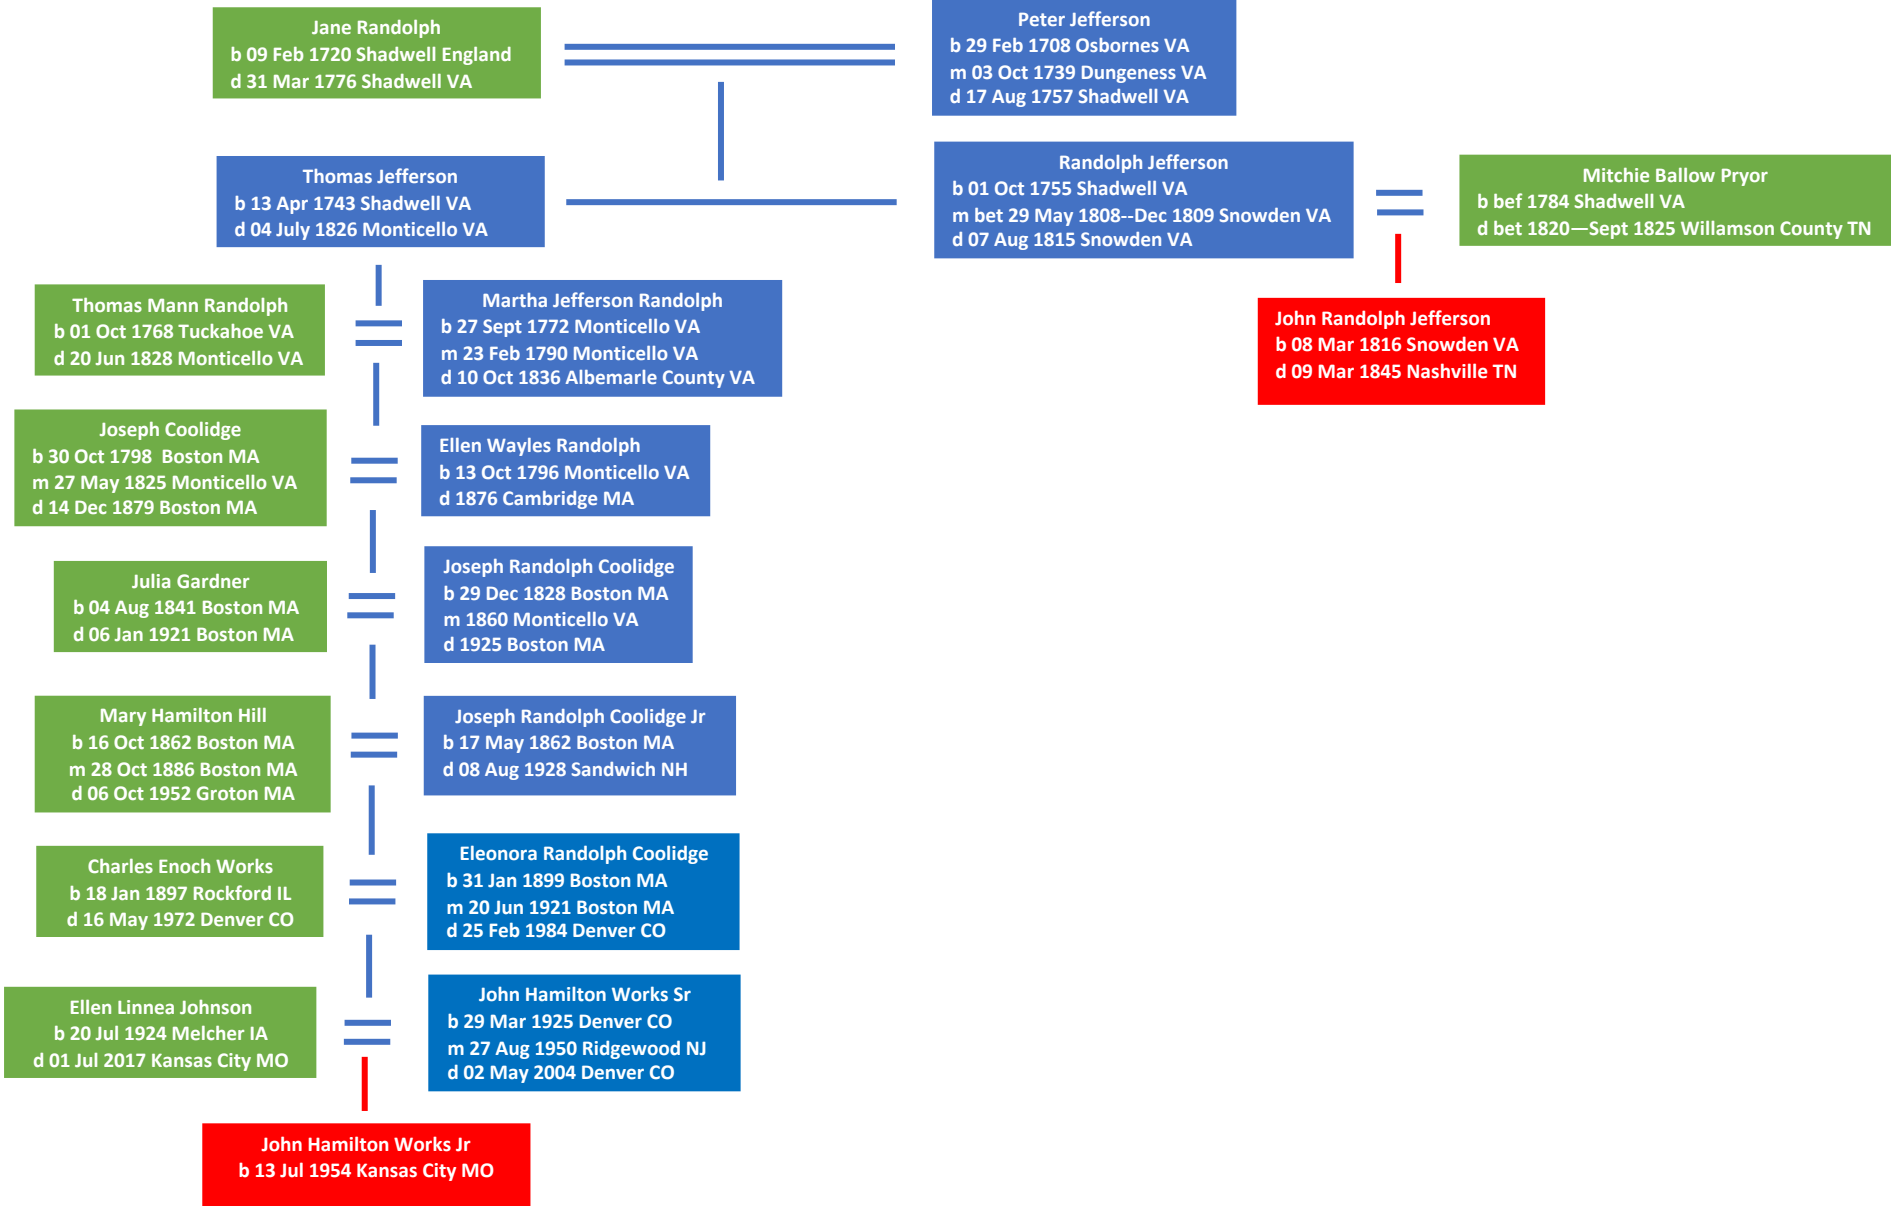 Jane Randolph
b 09 Feb 1720 Shadwell England
d 31 Mar 1776 Shadwell VA
Peter Jefferson
b 29 Feb 1708 Osbornes VA
m 03 Oct 1739 Dungeness VA
d 17 Aug 1757 Shadwell VA
Thomas Jefferson
b 13 Apr 1743 Shadwell VA
d 04 July 1826 Monticello VA
Randolph Jefferson
b 01 Oct 1755 Shadwell VA
m bet 29 May 1808--Dec 1809 Snowden VA
d 07 Aug 1815 Snowden VA
Mitchie Ballow Pryor
b bef 1784 Shadwell VA
d bet 1820—Sept 1825 Willamson County TN
Thomas Mann Randolph
b 01 Oct 1768 Tuckahoe VA
d 20 Jun 1828 Monticello VA
Martha Jefferson Randolph
b 27 Sept 1772 Monticello VA
m 23 Feb 1790 Monticello VA
d 10 Oct 1836 Albemarle County VA
John Randolph Jefferson
b 08 Mar 1816 Snowden VA
d 09 Mar 1845 Nashville TN
Joseph Coolidge
b 30 Oct 1798 Boston MA
m 27 May 1825 Monticello VA
d 14 Dec 1879 Boston MA
Ellen Wayles Randolph
b 13 Oct 1796 Monticello VA
d 1876 Cambridge MA
Julia Gardner
b 04 Aug 1841 Boston MA
d 06 Jan 1921 Boston MA
Joseph Randolph Coolidge
b 29 Dec 1828 Boston MA
m 1860 Monticello VA
d 1925 Boston MA
Mary Hamilton Hill
b 16 Oct 1862 Boston MA
m 28 Oct 1886 Boston MA
d 06 Oct 1952 Groton MA
Joseph Randolph Coolidge Jr
b 17 May 1862 Boston MA
d 08 Aug 1928 Sandwich NH
Charles Enoch Works
b 18 Jan 1897 Rockford IL
d 16 May 1972 Denver CO
Eleonora Randolph Coolidge
b 31 Jan 1899 Boston MA
m 20 Jun 1921 Boston MA
d 25 Feb 1984 Denver CO
Ellen Linnea Johnson
b 20 Jul 1924 Melcher IA
d 01 Jul 2017 Kansas City MO
John Hamilton Works Sr
b 29 Mar 1925 Denver CO
m 27 Aug 1950 Ridgewood NJ
d 02 May 2004 Denver CO
John Hamilton Works Jr
b 13 Jul 1954 Kansas City MO